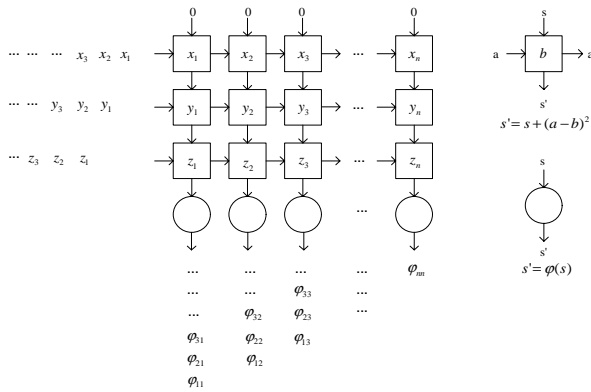 0 0 0 0 s
... ... ... x₃ x₂ x₁ x₁ x₂ x₃ ... xₙ a b a
s'
... ... y₃ y₂ y₁ y₁ y₂ y₃ ... yₙ
s' = s + (a − b)²
... z₃ z₂ z₁ z₁ z₂ z₃ ... zₙ s
...
s'
... ... ... ... φₙₙ s' = φ(s)
... ... φ₃₃ ...
... φ₃₂ φ₂₃ ...
φ₃₁ φ₂₂ φ₁₃
φ₂₁ φ₁₂
φ₁₁